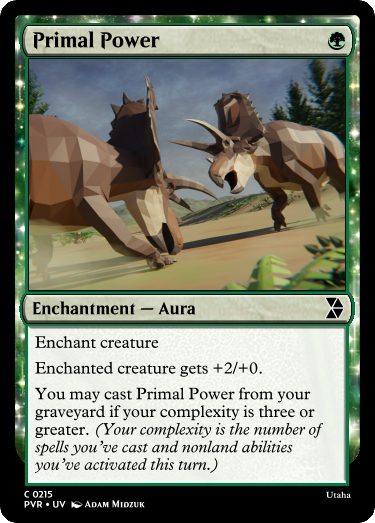 Primal Power
Enchantment — Aura
Enchant creature
Enchanted creature gets +2/+0.
You may cast Primal Power from your
graveyard if your complexity is three or
greater. (Your complexity is the number of
spells you've cast and nonland abilities
you've activated this turn.)
C 0215
Utaha
PVR • UV Adam Midzuk